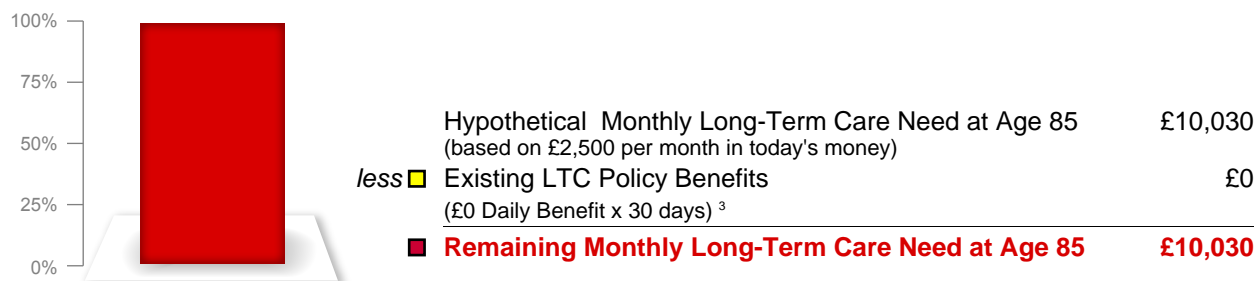 100%
75%
50%
25%
0%
Hypothetical Monthly Long-Term Care Need at Age 85 £10,030
(based on £2,500 per month in today's money)
less Existing LTC Policy Benefits £0
(£0 Daily Benefit x 30 days) ³
Remaining Monthly Long-Term Care Need at Age 85 £10,030